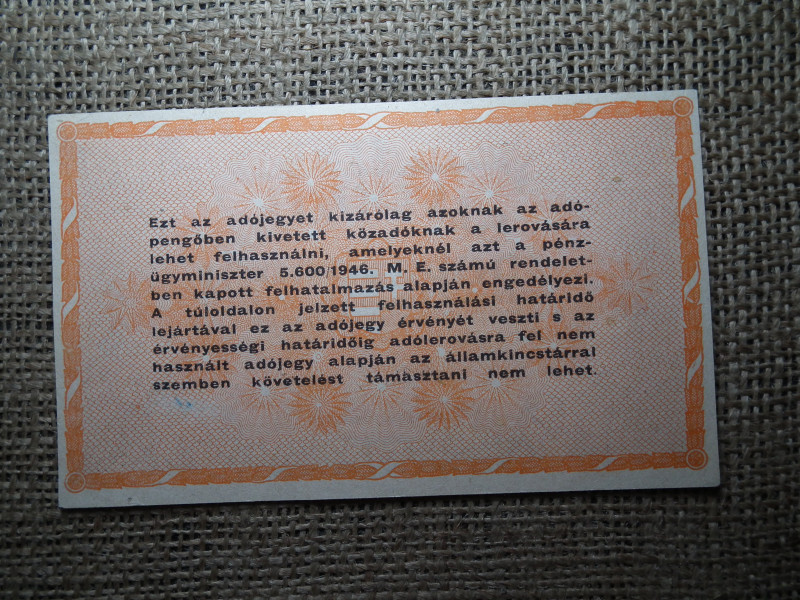 Ezt az adójegyet kizárólag azoknak az adó-
pengőben kivetett közadóknak a lerovására
lehet felhasználni, amelyeknél azt a pénz-
ügyminiszter 5.600/1946. M. E. számú rendelet-
ben kapott felhatalmazás alapján engedélyezi.
A túloldalon jelzett felhasználási határidő
lejártával ez az adójegy érvényét veszti s az
érvényességi határidőig adólerovásra fel nem
használt adójegy alapján az államkincstárral
szemben követelést támasztani nem lehet.